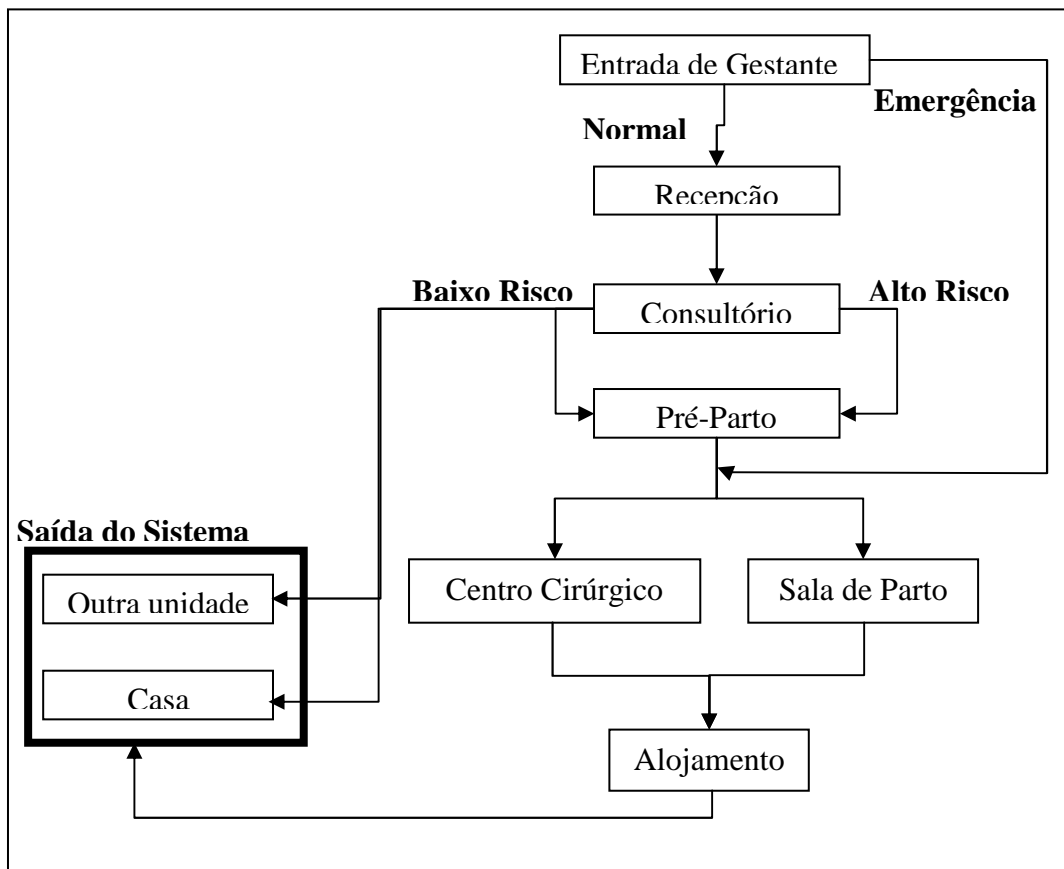 Entrada de Gestante
Emergência
Normal
Recepção
Baixo Risco
Alto Risco
Consultório
Pré-Parto
Saída do Sistema
Outra unidade
Centro Cirúrgico
Sala de Parto
Casa
Alojamento